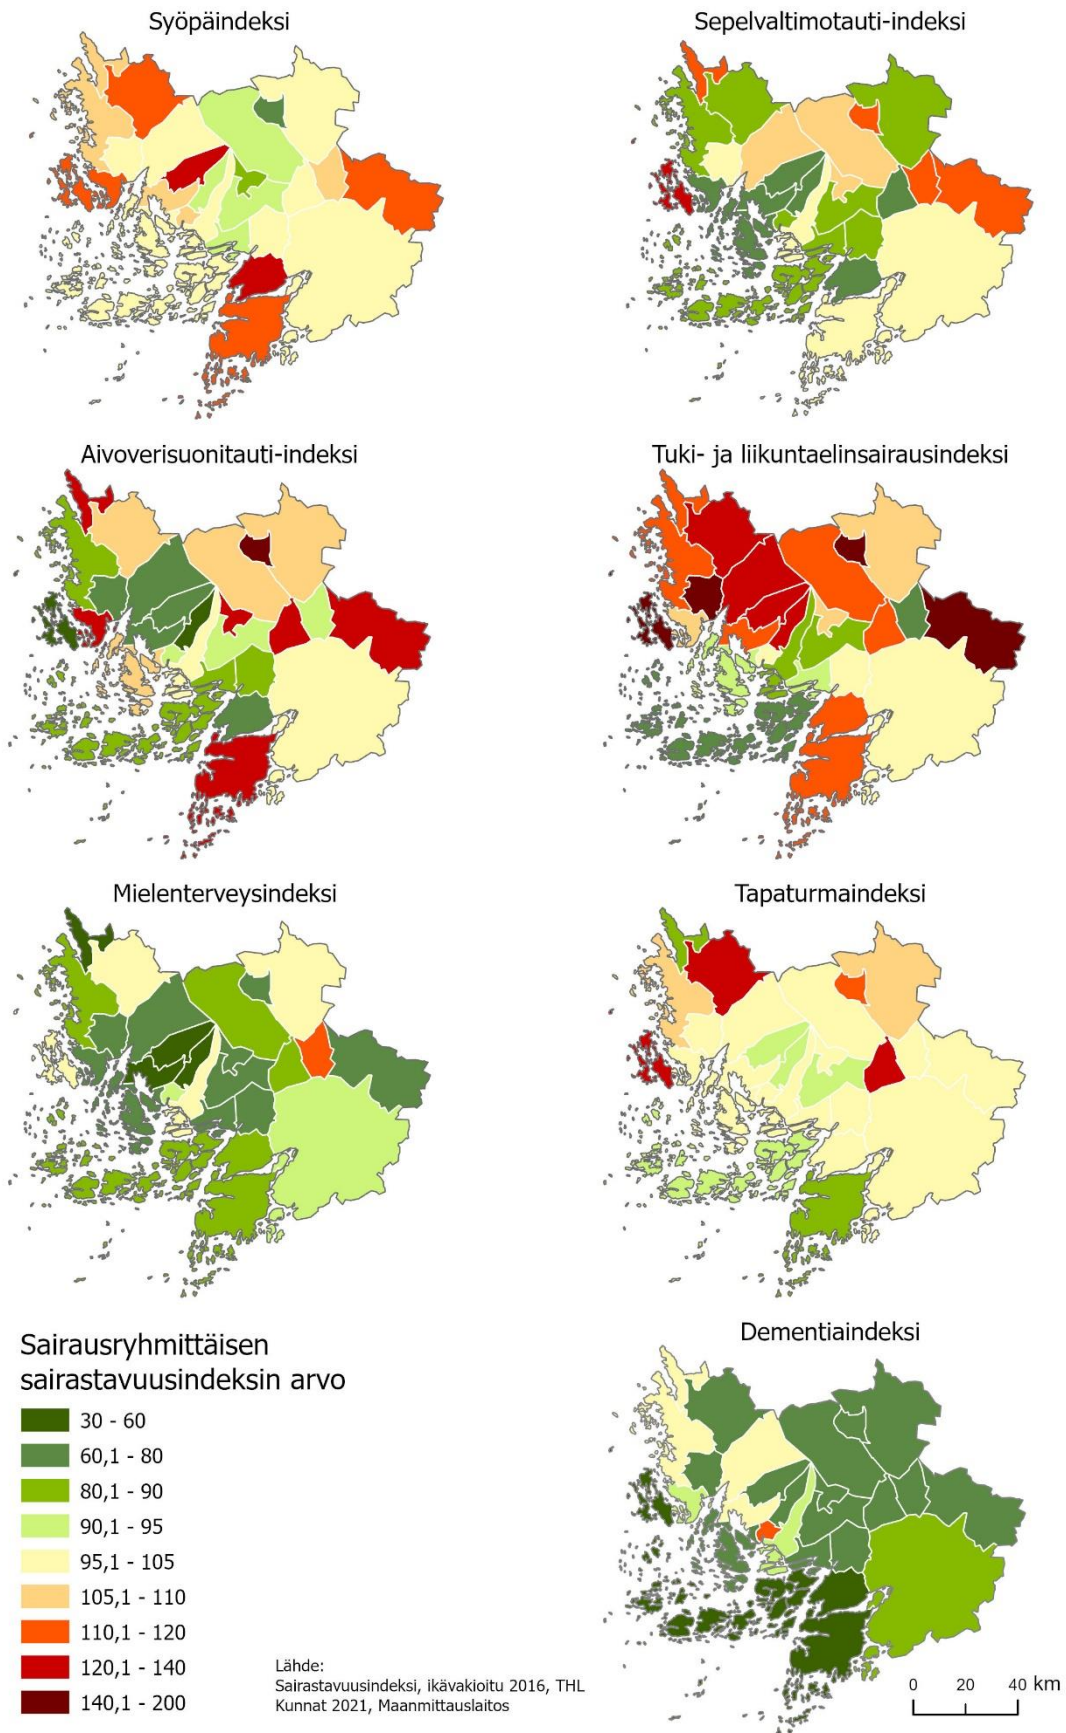 Syöpäindeksi
Sepelvaltimotauti-indeksi
Aivoverisuonitauti-indeksi
Tuki- ja liikuntaelinsairausindeksi
Mielenterveysindeksi
Tapaturmaindeksi
Dementiaindeksi
Sairausryhmittäisen
sairastavuusindeksin arvo
30 - 60
60,1 - 80
80,1 - 90
90,1 - 95
95,1 - 105
105,1 - 110
110,1 - 120
120,1 - 140
140,1 - 200
Lähde:
Sairastavuusindeksi, ikävakioitu 2016, THL
Kunnat 2021, Maanmittauslaitos
0 20 40 km